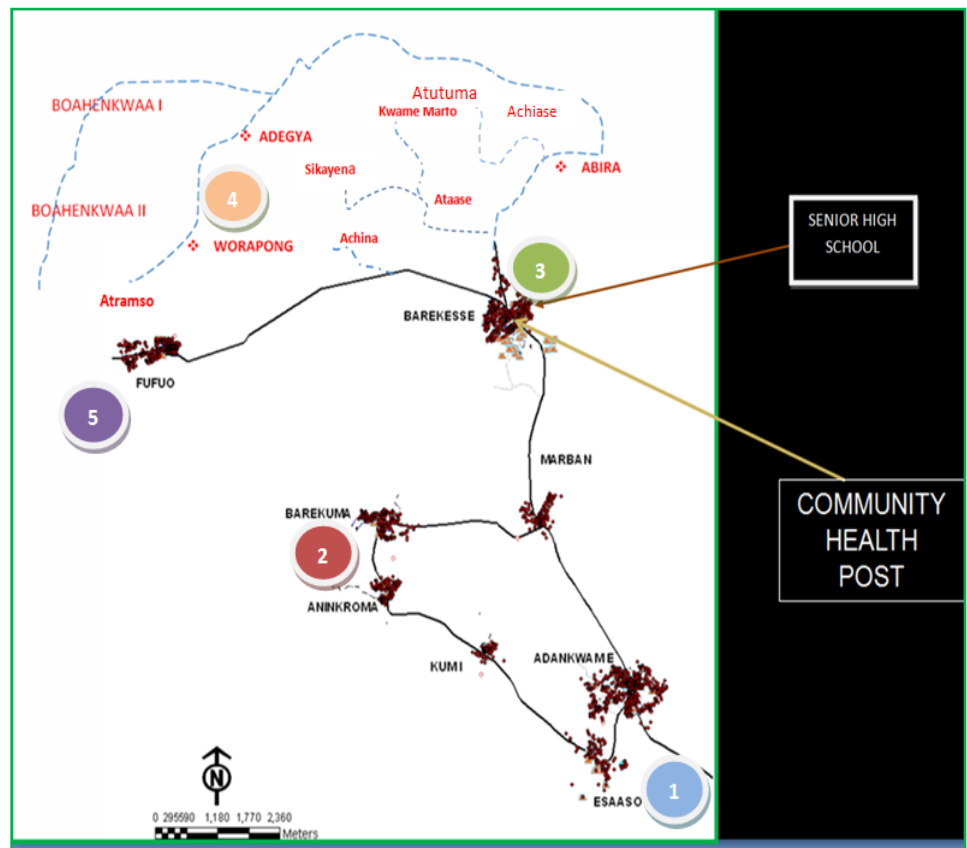 Atutuma
BOAHENKWAA I
Kwame Marto
Achiase
ADEGYA
ABIRA
Sikayena
4
Ataase
BOAHENKWAA II
SENIOR HIGH
SCHOOL
WORAPONG
Achina
3
Atramso
BAREKESSE
FUFUO
5
MARBAN
COMMUNITY
HEALTH
POST
BAREKUMA
2
ANINKROMA
KUMI
ADANKWAME
N
1
ESAASO
0 295590 1,180 1,770 2,360
Meters